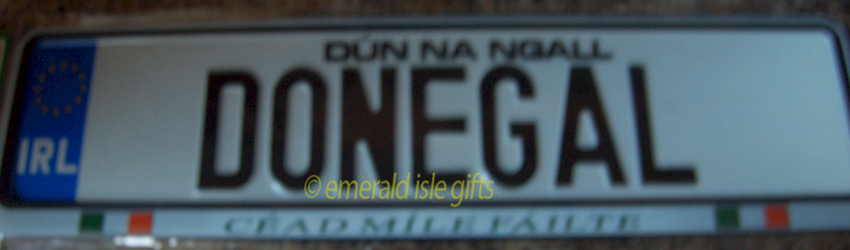 DÚN NA NGALL
IRL DONEGAL
© emerald isle gifts
CÉAD MÍLE FÁILTE